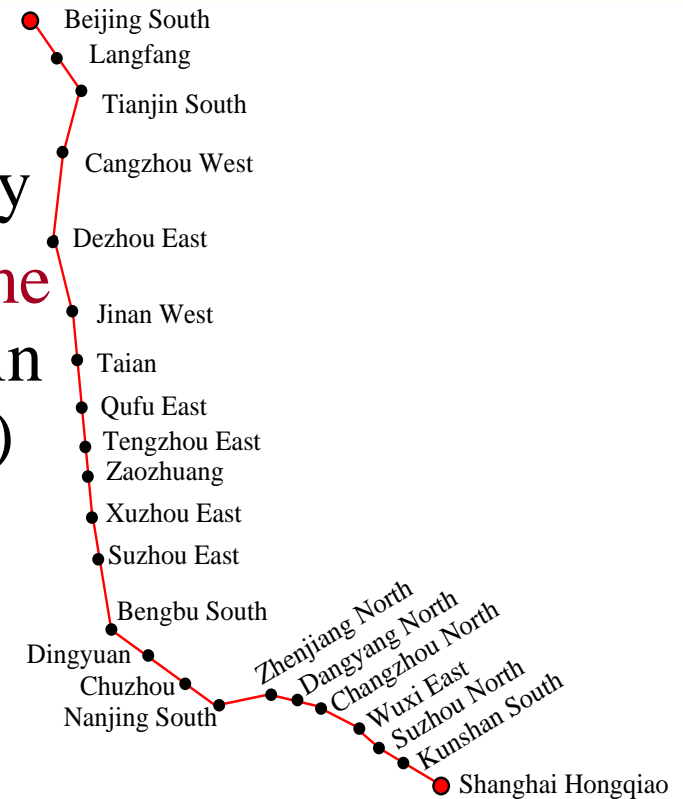 Beijing South
Langfang
Tianjin South
Cangzhou West
y
Dezhou East
ne
Jinan West
in
Taian
Qufu East
)
Tengzhou East
Zaozhuang
Xuzhou East
Suzhou East
Bengbu South
Dingyuan
Chuzhou
Nanjing South
Zhenjiang North
Dangyang North
Changzhou North
Wuxi East
Suzhou North
Kunshan South
Shanghai Hongqiao